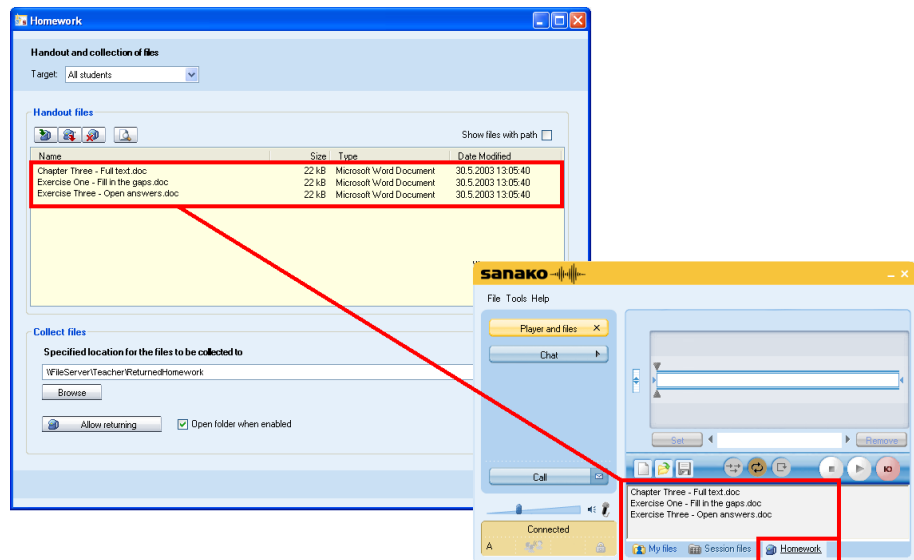 Homework
Handout and collection of files
Target: All students
Handout files
Show files with path
Name Size Type Date Modified
Chapter Three - Full text.doc 22 kB Microsoft Word Document 30.5.2003 13:05:40
Exercise One - Fill in the gaps.doc 22 kB Microsoft Word Document 30.5.2003 13:05:40
Exercise Three - Open answers.doc 22 kB Microsoft Word Document 30.5.2003 13:05:40
Collect files
Specified location for the files to be collected to
\\FileServer\Teacher\ReturnedHomework
Browse
Allow returning Open folder when enabled
sanako
File Tools Help
Player and files
Chat
Set Remove
Call
Chapter Three - Full text.doc
Exercise One - Fill in the gaps.doc
Exercise Three - Open answers.doc
Connected
A
My files Session files Homework